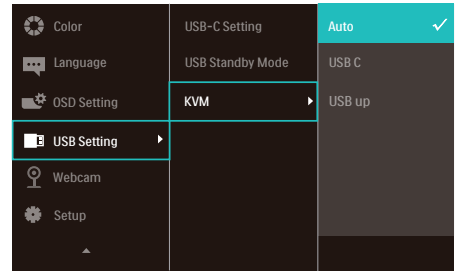 Color
Language
OSD Setting
USB Setting
Webcam
Setup
USB-C Setting
USB Standby Mode
KVM
Auto
USB C
USB up